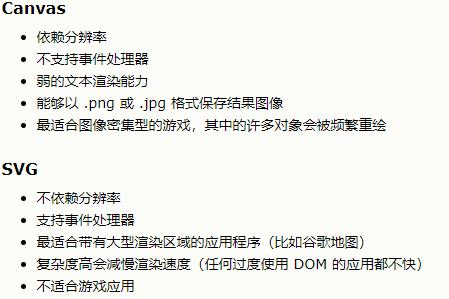 Canvas
依赖分辨率
不支持事件处理器
弱的文本渲染能力
能够以 .png 或 .jpg 格式保存结果图像
最适合图像密集型的游戏，其中的许多对象会被频繁重绘
SVG
不依赖分辨率
支持事件处理器
最适合带有大型渲染区域的应用程序（比如谷歌地图）
复杂度高会减慢渲染速度（任何过度使用 DOM 的应用都不快）
不适合游戏应用